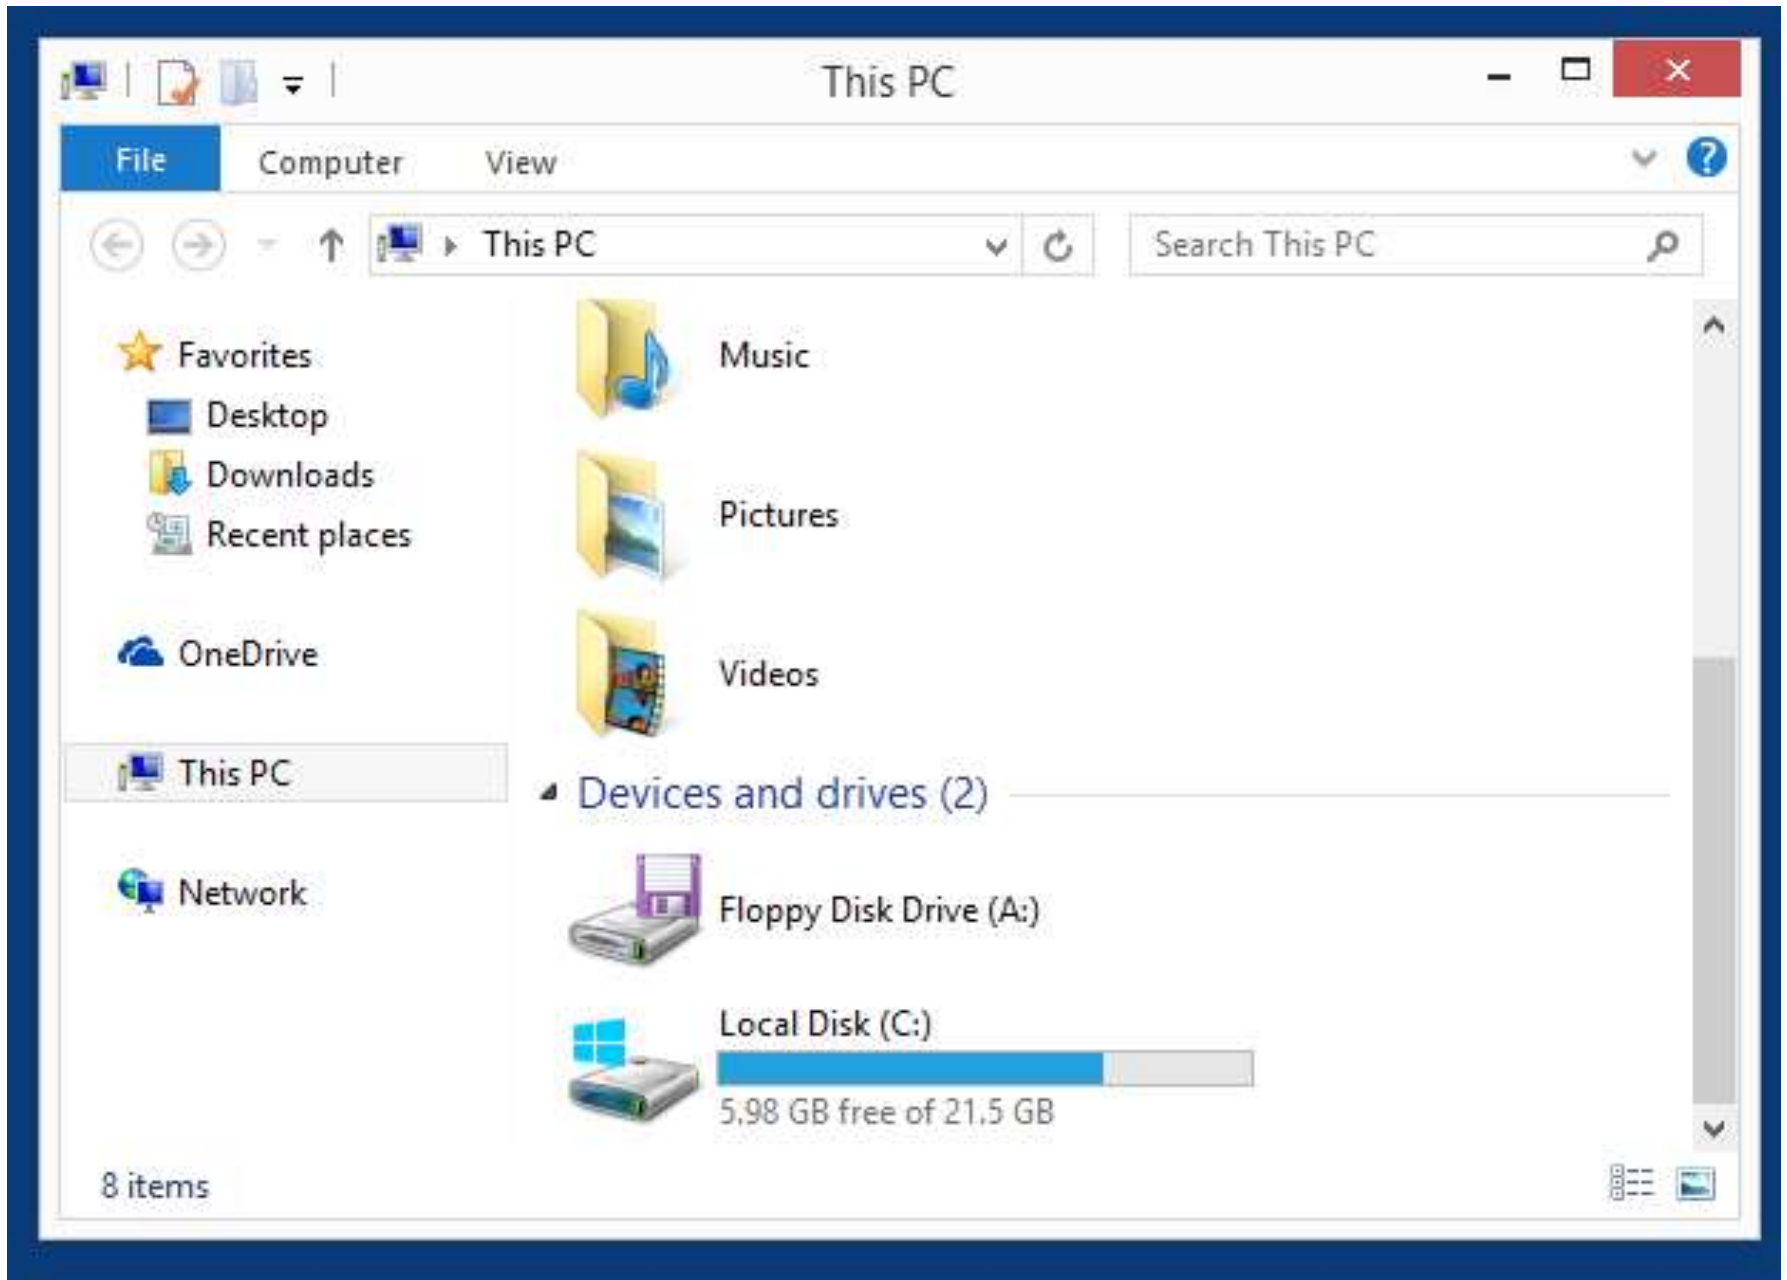 This PC
File Computer View
This PC
Search This PC
Favorites
Desktop
Downloads
Recent places
OneDrive
This PC
Network
Music
Pictures
Videos
Devices and drives (2)
Floppy Disk Drive (A:)
Local Disk (C:)
5,98 GB free of 21,5 GB
8 items